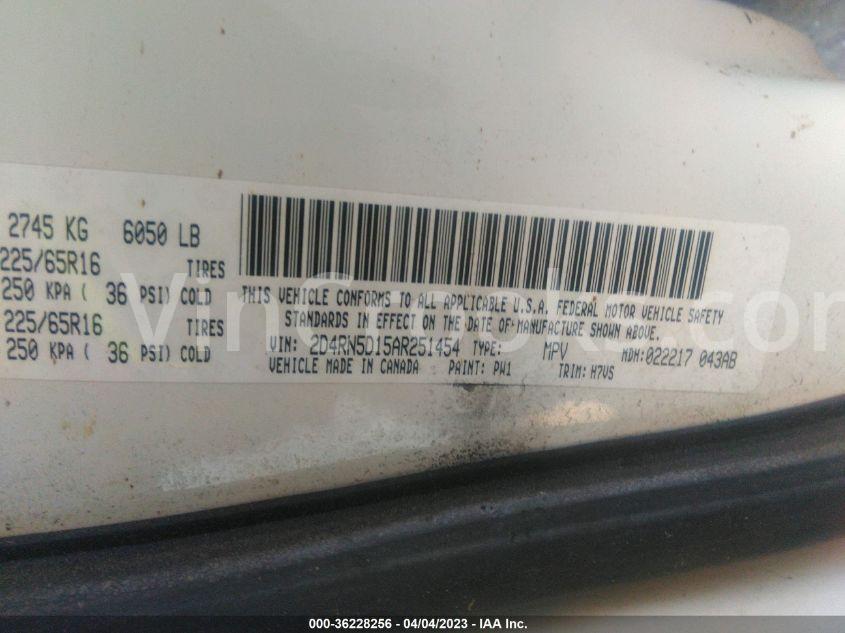 2745 KG 6050 LB
225/65R16 TIRES
250 KPA ( 36 PSI) COLD
225/65R16 TIRES
250 KPA ( 36 PSI) COLD
THIS VEHICLE CONFORMS TO ALL APPLICABLE U.S.A. FEDERAL MOTOR VEHICLE SAFETY
STANDARDS IN EFFECT ON THE DATE OF MANUFACTURE SHOWN ABOVE.
VIN: 2D4RN5D15AR251454 TYPE: MPV MDH:022217 043AB
VEHICLE MADE IN CANADA PAINT: PW1 TRIM: H7VS
000-36228256 - 04/04/2023 - IAA Inc.